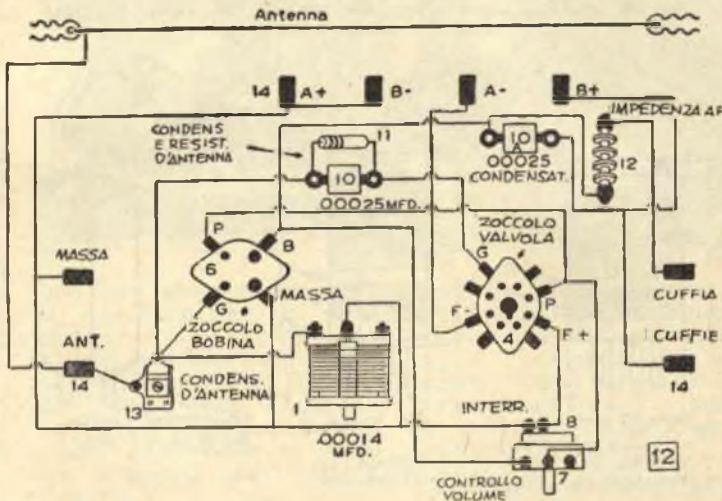 Antenna
14 A+ B- A- B+
IMPEDENZA AF
CONDENS
E RESIST.
D'ANTENNA
11
10
10
A
12
00025
CONDENSAT.
00025 MFD.
P
B
6
G
MASSA
ZOCCOLO
BOBINA
ZOCCOLO
VALVOLA
G
P
F-
4
F+
MASSA
ANT.
14
13
CONDENS.
D'ANTENNA
1
.00014
MFD.
CUFFIA
CUFFIE
14
INTERR.
8
7
CONTROLLO
VOLUME
12